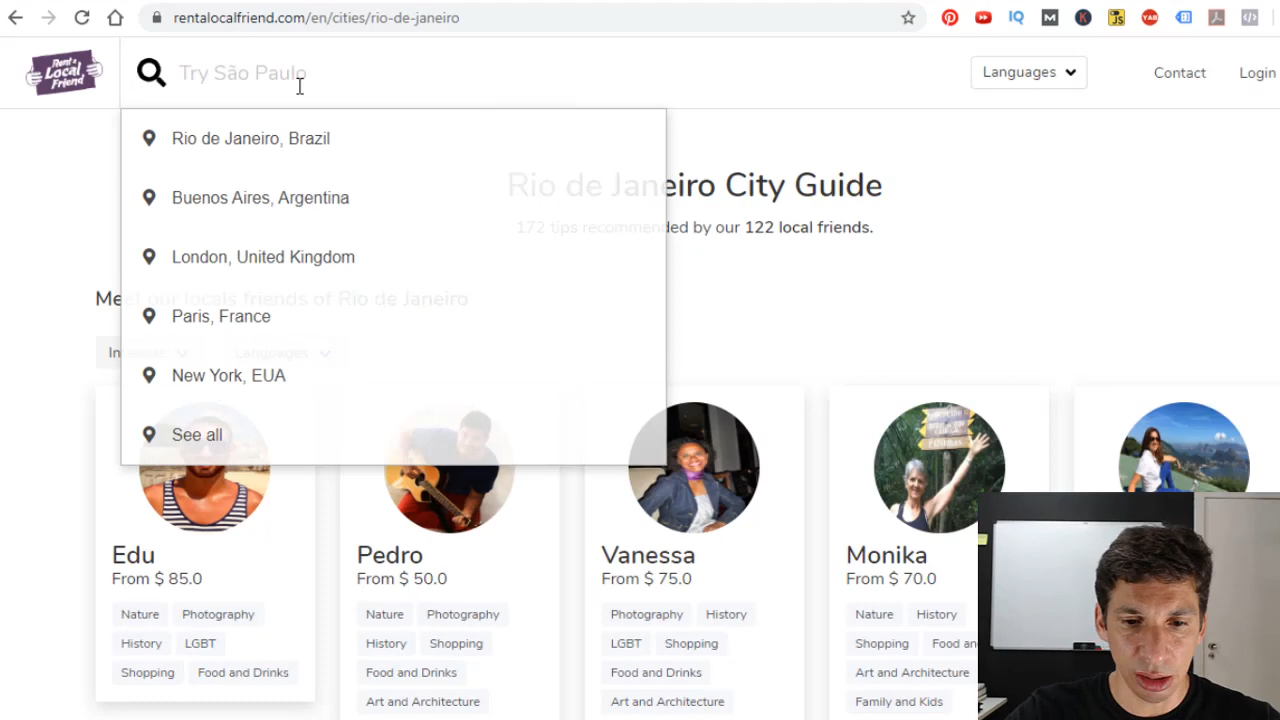 rentalocalfriend.com/en/cities/rio-de-janeiro
Rent a Local Friend
Try São Paulo
Languages
Contact
Login
Rio de Janeiro, Brazil
Buenos Aires, Argentina
London, United Kingdom
Paris, France
New York, EUA
See all
Rio de Janeiro City Guide
172 tips recommended by our 122 local friends.
Meet our locals friends of Rio de Janeiro
Languages
Edu
From $ 85.0
Nature Photography
History LGBT
Shopping Food and Drinks
Pedro
From $ 50.0
Nature Photography
History Shopping
Food and Drinks
Art and Architecture
Vanessa
From $ 75.0
Photography History
LGBT Shopping
Food and Drinks
Art and Architecture
Monika
From $ 70.0
Nature History
Shopping Food an
Art and Architecture
Family and Kids